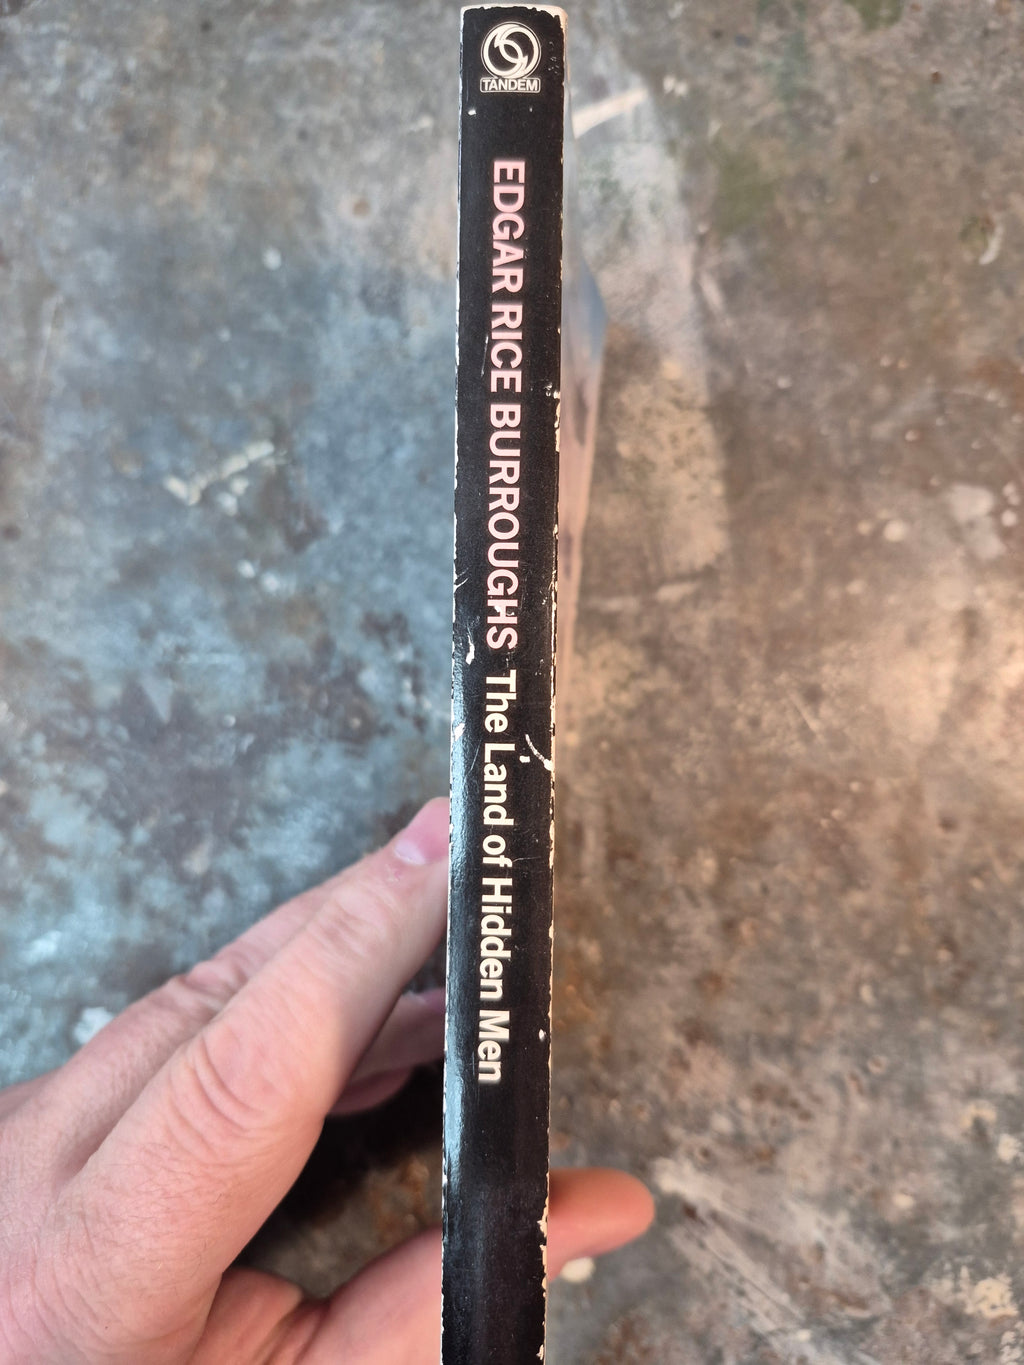 TANDEM
EDGAR RICE BURROUGHS The Land of Hidden Men